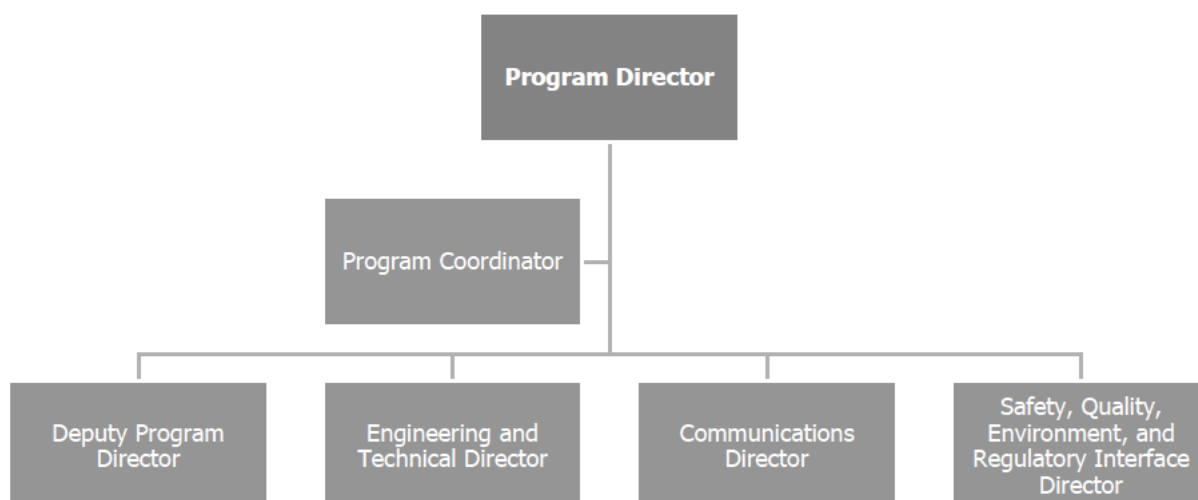 Program Director
Program Coordinator
Deputy Program
Director
Engineering and
Technical Director
Communications
Director
Safety, Quality,
Environment, and
Regulatory Interface
Director